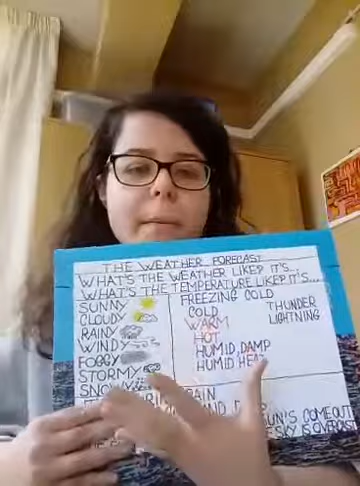 THE WEATHER FORECAST
WHAT'S THE WEATHER LIKE? IT'S...
WHAT'S THE TEMPERATURE LIKE? IT'S...
SUNNY
CLOUDY
RAINY
WINDY
FOGGY
STORMY
SNOWY
FREEZING COLD
COLD
WARM
HOT
HUMID, DAMP
HUMID HEAT
THUNDER
LIGHTNING
RAIN
SUN'S COME OUT
SKY IS OVERCAST